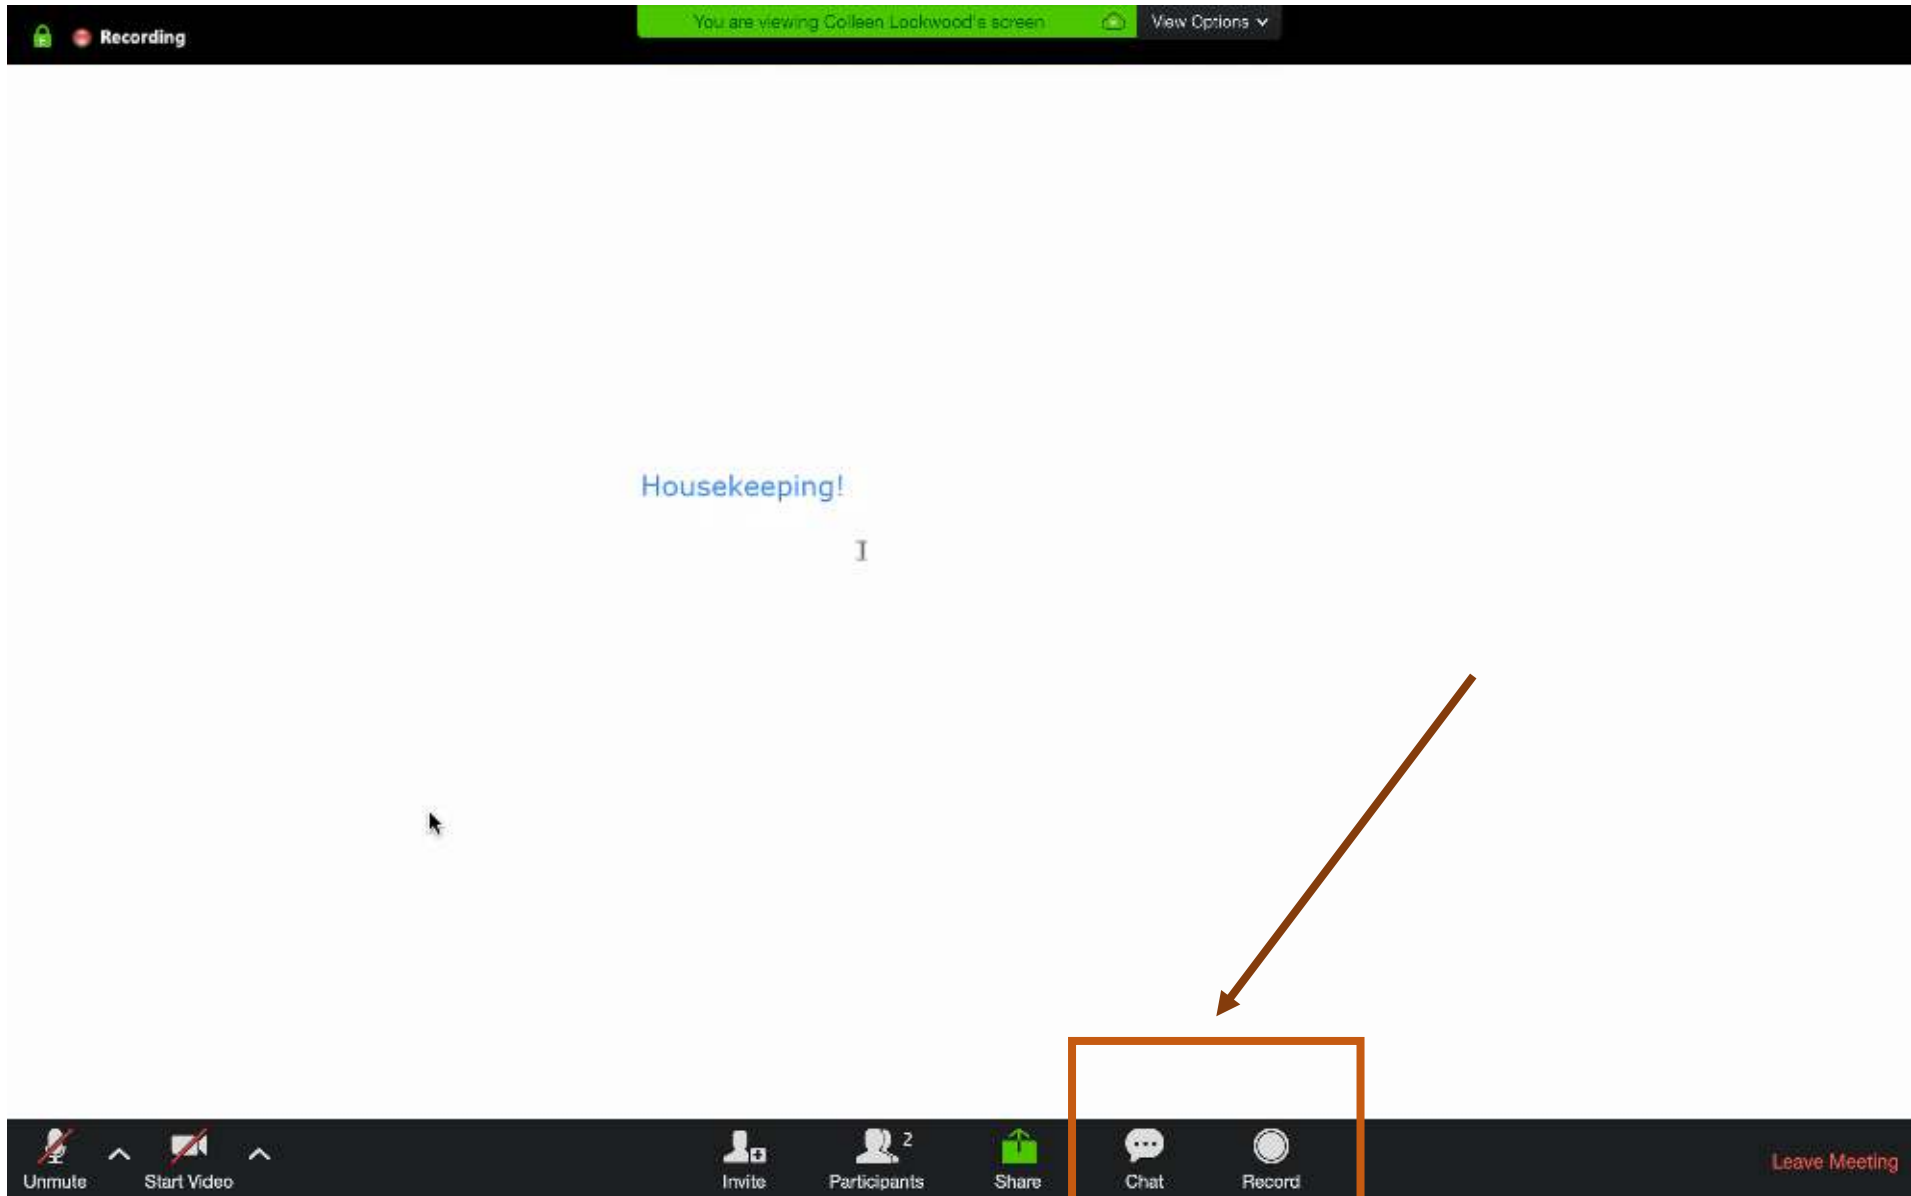 Recording
You are viewing Colleen Lockwood's screen
View Options
Housekeeping!
Unmute
Start Video
Invite
Participants
2
Share
Chat
Record
Leave Meeting